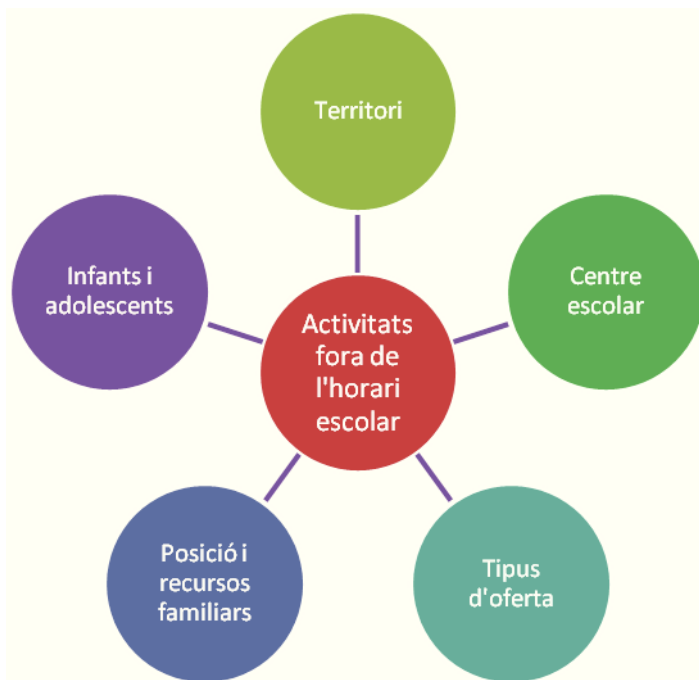 Territori
Infants i
adolescents
Centre
escolar
Activitats
fora de
l'horari
escolar
Posició i
recursos
familiars
Tipus
d'oferta